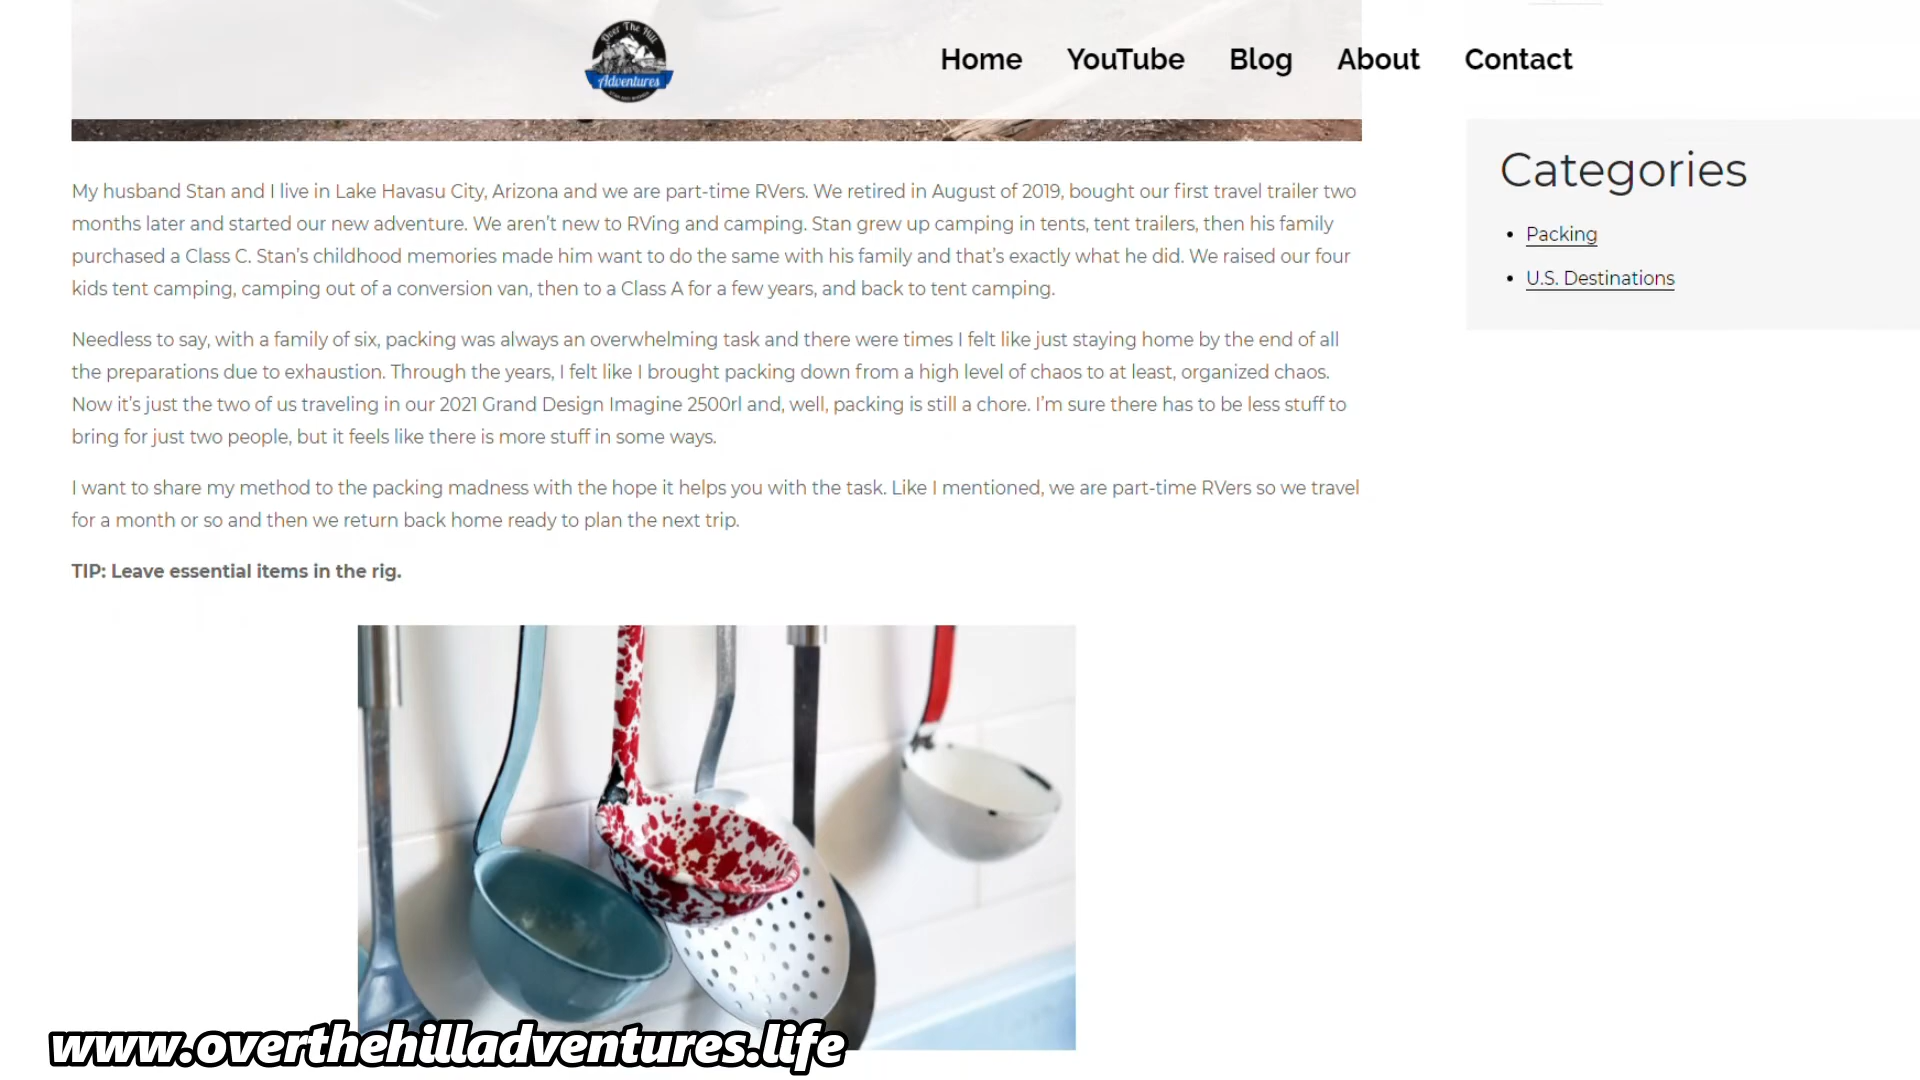 Over The Hill
Adventures
Home YouTube Blog About Contact
My husband Stan and I live in Lake Havasu City, Arizona and we are part-time RVers. We retired in August of 2019, bought our first travel trailer two
months later and started our new adventure. We aren’t new to RVing and camping. Stan grew up camping in tents, tent trailers, then his family
purchased a Class C. Stan’s childhood memories made him want to do the same with his family and that’s exactly what he did. We raised our four
kids tent camping, camping out of a conversion van, then to a Class A for a few years, and back to tent camping.
Needless to say, with a family of six, packing was always an overwhelming task and there were times I felt like just staying home by the end of all
the preparations due to exhaustion. Through the years, I felt like I brought packing down from a high level of chaos to at least, organized chaos.
Now it’s just the two of us traveling in our 2021 Grand Design Imagine 2500rl and, well, packing is still a chore. I’m sure there has to be less stuff to
bring for just two people, but it feels like there is more stuff in some ways.
I want to share my method to the packing madness with the hope it helps you with the task. Like I mentioned, we are part-time RVers so we travel
for a month or so and then we return back home ready to plan the next trip.
TIP: Leave essential items in the rig.
Categories
Packing
U.S. Destinations
www.overthehilladventures.life